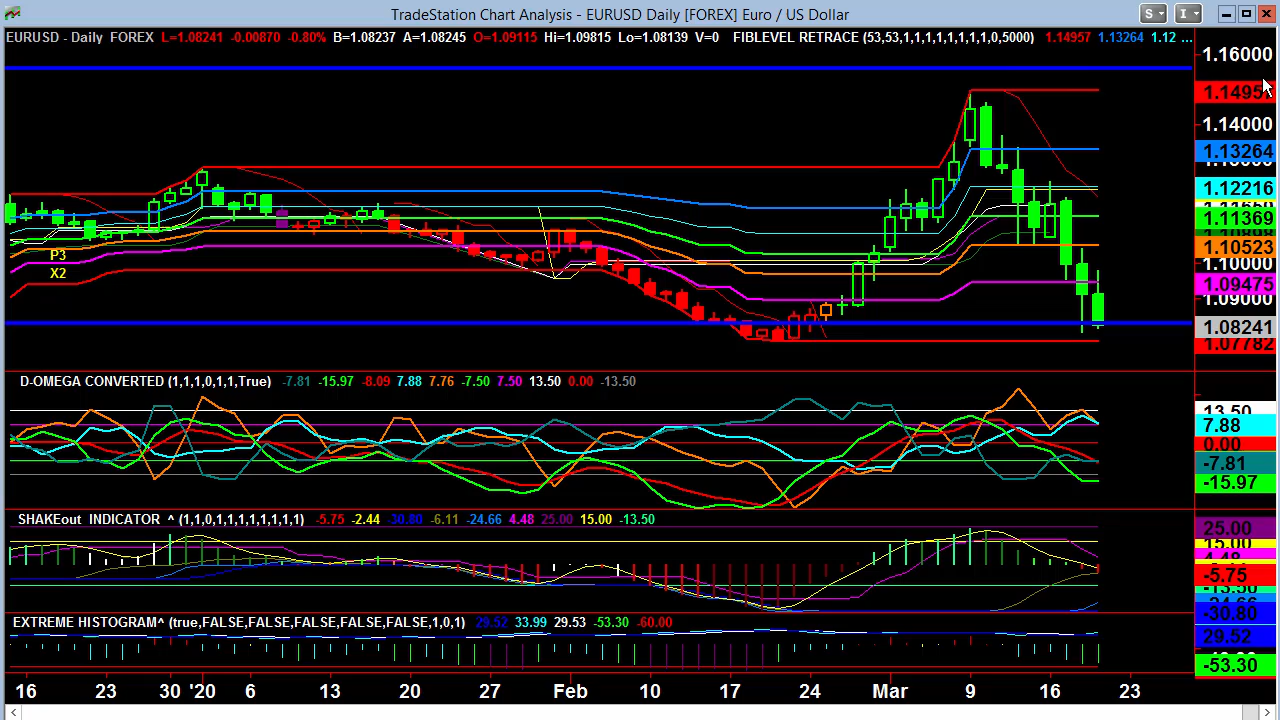 TradeStation Chart Analysis - EURUSD Daily [FOREX] Euro / US Dollar
S I
EURUSD - Daily FOREX L=1.08241 -0.00870 -0.80% B=1.08237 A=1.08245 O=1.09115 Hi=1.09815 Lo=1.08139 V=0 FIBLEVEL RETRACE (53,53,1,1,1,1,1,1,1,1,0,5000) 1.14957 1.13264 1.12 ...
1.16000
1.14957
1.14000
1.13264
1.12216
1.11369
1.10523
1.10000
1.09475
1.09000
1.08241
1.07782
P3
X2
D-OMEGA CONVERTED (1,1,1,0,1,1,True) -7.81 -15.97 -8.09 7.88 7.76 -7.50 7.50 13.50 0.00 -13.50
13.50
7.88
0.00
-7.81
-15.97
SHAKEout INDICATOR ^ (1,1,0,1,1,1,1,1,1,1,1) -5.75 -2.44 -30.80 -6.11 -24.66 4.48 25.00 15.00 -13.50
25.00
15.00
4.48
-5.75
-13.50
-24.66
-30.80
EXTREME HISTOGRAM^ (true,FALSE,FALSE,FALSE,FALSE,FALSE,1,0,1) 29.52 33.99 29.53 -53.30 -60.00
29.52
-53.30
16 23 30 '20 6 13 20 27 Feb 10 17 24 Mar 9 16 23